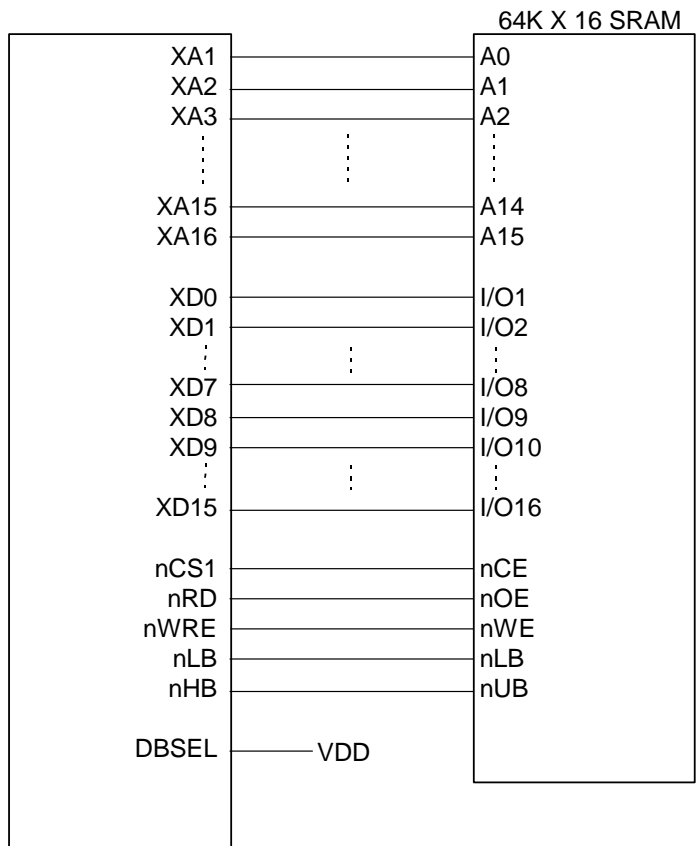 64K X 16 SRAM
XA1 A0
XA2 A1
XA3 A2
XA15 A14
XA16 A15
XD0 I/O1
XD1 I/O2
XD7 I/O8
XD8 I/O9
XD9 I/O10
XD15 I/O16
nCS1 nCE
nRD nOE
nWRE nWE
nLB nLB
nHB nUB
DBSEL VDD